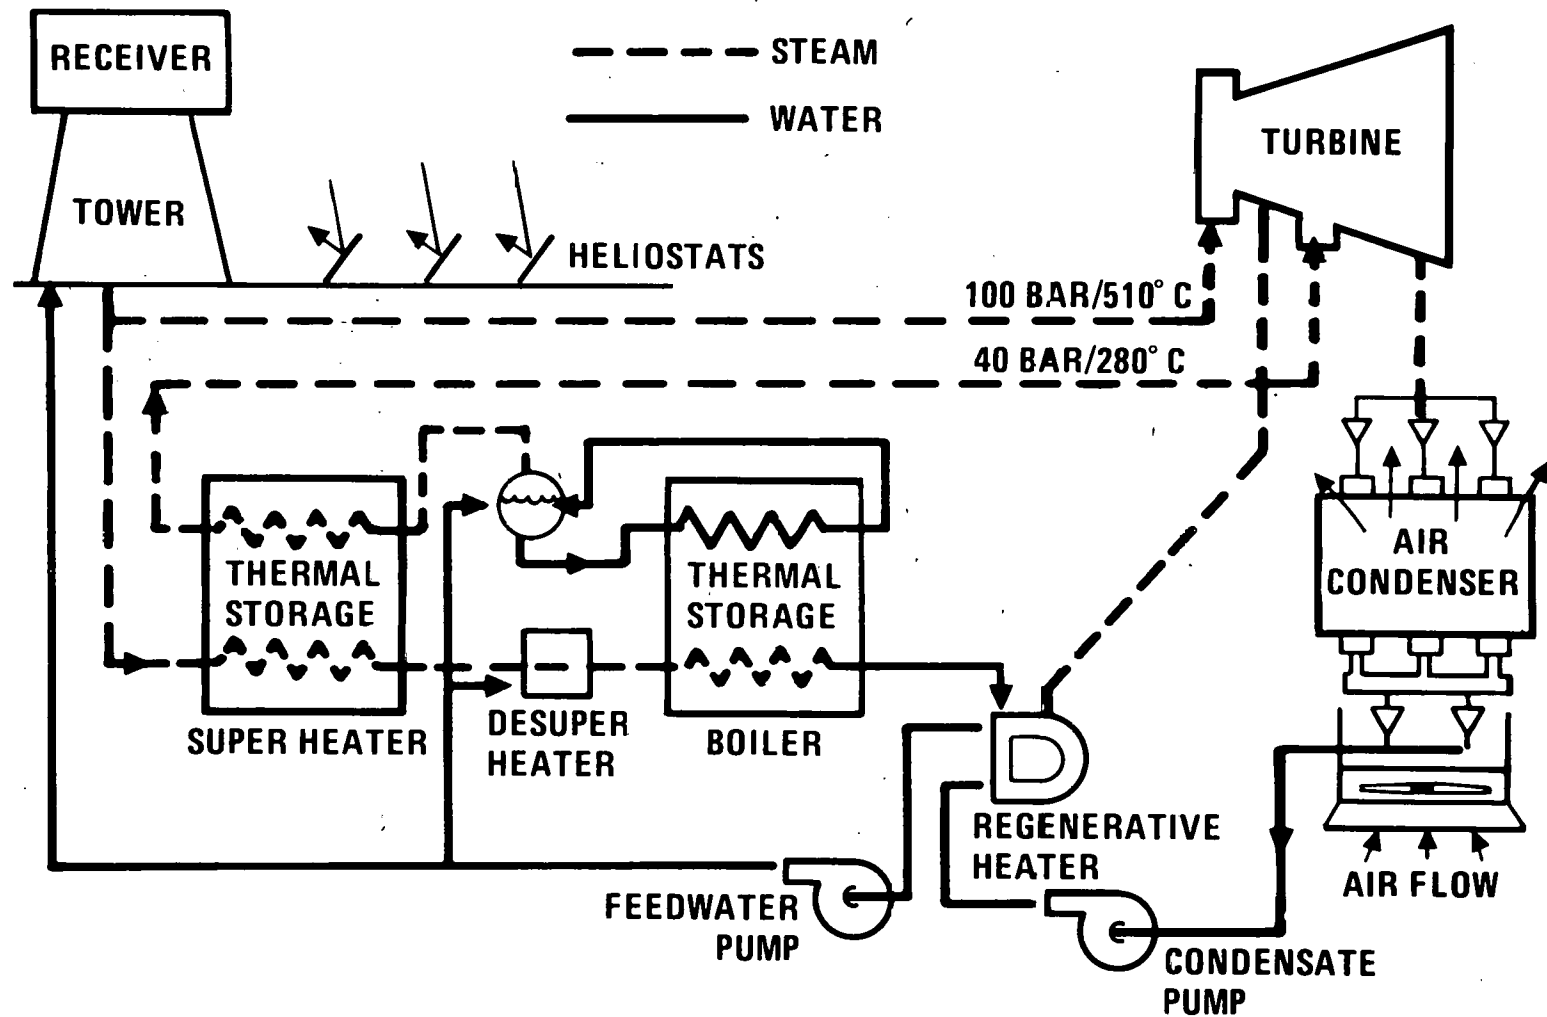 RECEIVER
TOWER
STEAM
WATER
HELIOSTATS
TURBINE
100 BAR/510° C
40 BAR/280° C
THERMAL
STORAGE
SUPER HEATER
DESUPER
HEATER
THERMAL
STORAGE
BOILER
AIR
CONDENSER
REGENERATIVE
HEATER
AIR FLOW
FEEDWATER
PUMP
CONDENSATE
PUMP